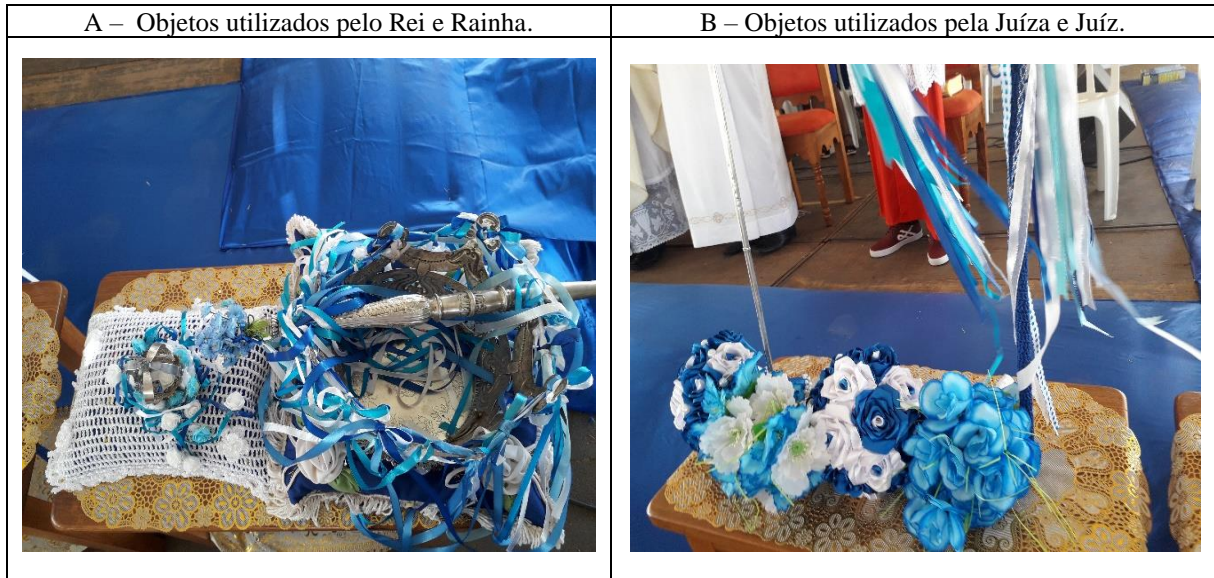 A – Objetos utilizados pelo Rei e Rainha.
B – Objetos utilizados pela Juíza e Juíz.